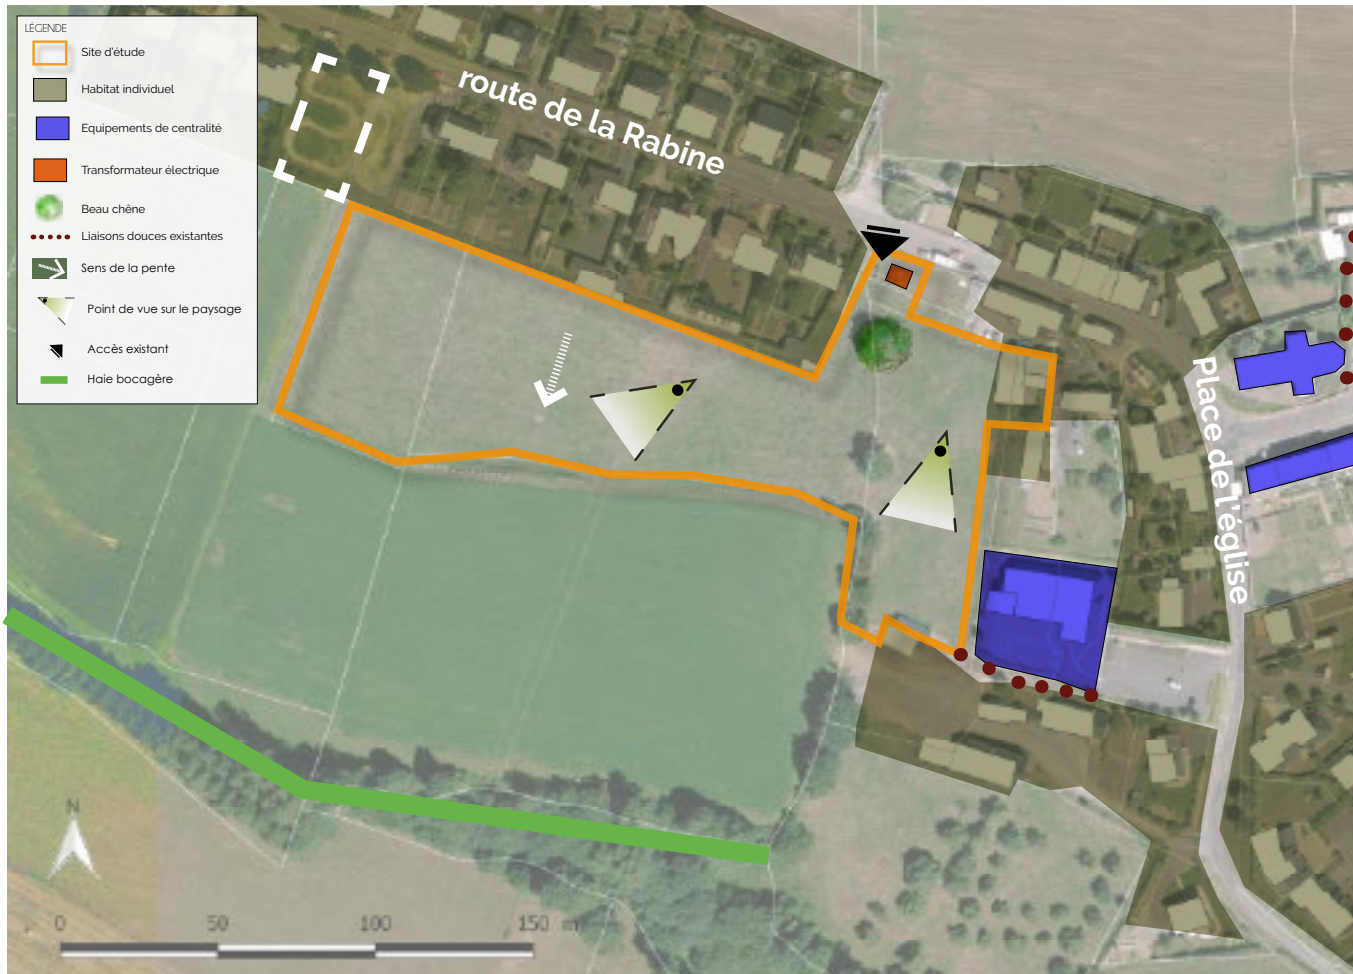 LÉGENDE
Site d'étude
Habitat individuel
Equipements de centralité
Transformateur électrique
Beau chêne
Liaisons douces existantes
Sens de la pente
Point de vue sur le paysage
Accès existant
Haie bocagère
route de la Rabine
Place de l'église
N
0 50 100 150 m